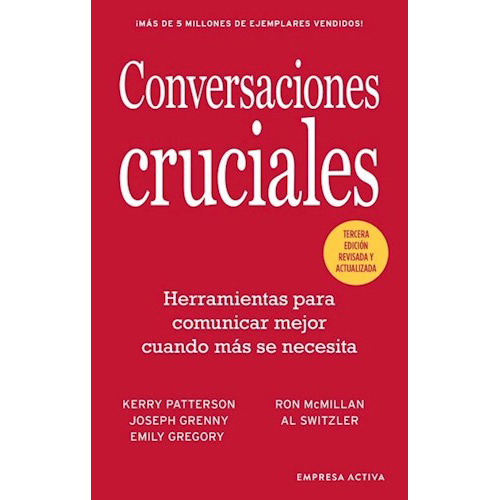 ¡MÁS DE 5 MILLONES DE EJEMPLARES VENDIDOS!
Conversaciones
cruciales
TERCERA
EDICIÓN
REVISADA Y
ACTUALIZADA
Herramientas para
comunicar mejor
cuando más se necesita
KERRY PATTERSON
JOSEPH GRENNY
EMILY GREGORY
RON McMILLAN
AL SWITZLER
EMPRESA ACTIVA